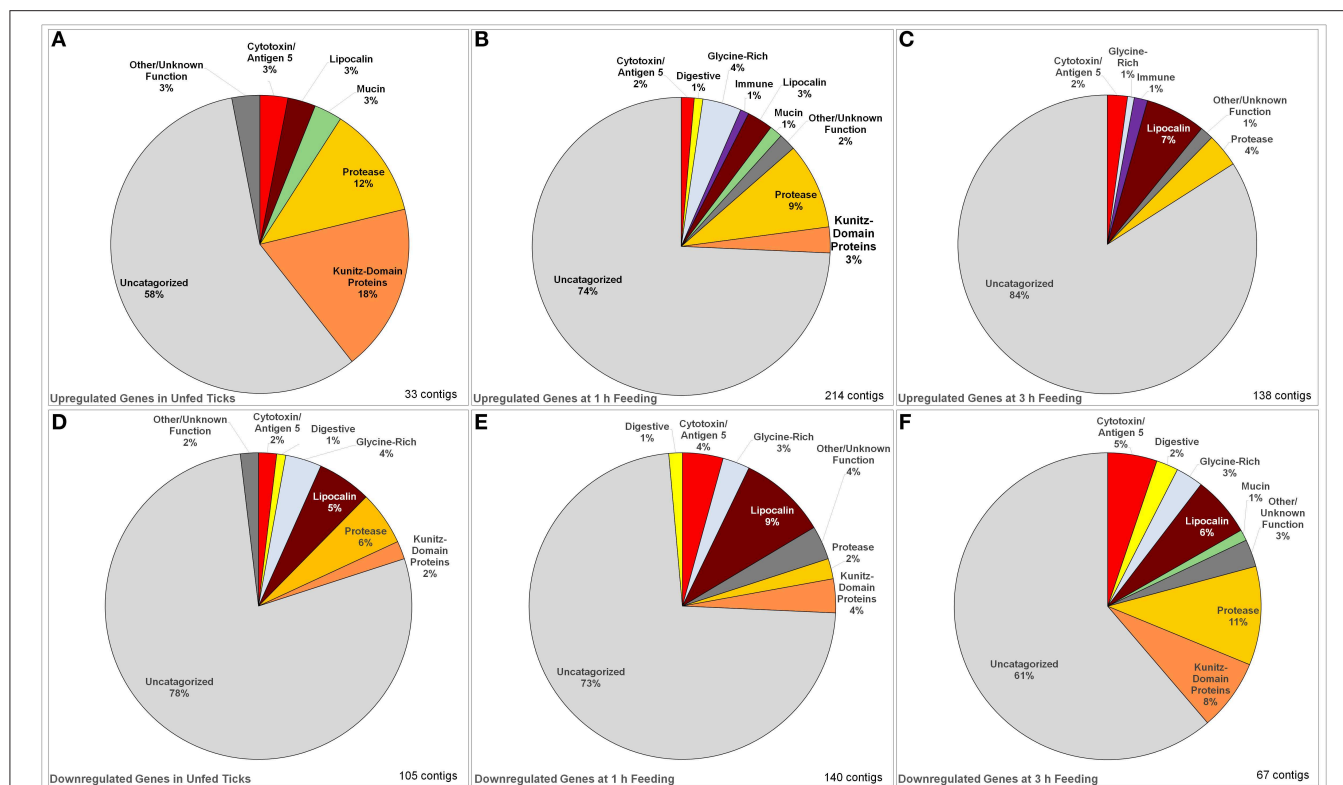 A
Other/Unknown
Function
3%
Cytotoxin/
Antigen 5
3%
Lipocalin
3%
Mucin
3%
Protease
12%
Kunitz-Domain
Proteins
18%
Uncatagorized
58%
Upregulated Genes in Unfed Ticks
33 contigs
B
Cytotoxin/
Antigen 5
2%
Digestive
1%
Glycine-Rich
4%
Immune
1%
Lipocalin
3%
Mucin
1%
Other/Unknown
Function
2%
Protease
9%
Kunitz-
Domain
Proteins
3%
Uncatagorized
74%
Upregulated Genes at 1 h Feeding
214 contigs
C
Cytotoxin/
Antigen 5
2%
Glycine-
Rich
1%
Immune
1%
Lipocalin
7%
Other/Unknown
Function
1%
Protease
4%
Uncatagorized
84%
Upregulated Genes at 3 h Feeding
138 contigs
D
Other/Unknown
Function
2%
Cytotoxin/
Antigen 5
2%
Digestive
1%
Glycine-Rich
4%
Lipocalin
5%
Protease
6%
Kunitz-
Domain
Proteins
2%
Uncatagorized
78%
Downregulated Genes in Unfed Ticks
105 contigs
E
Digestive
1%
Cytotoxin/
Antigen 5
4%
Glycine-Rich
3%
Other/Unknown
Function
4%
Lipocalin
9%
Protease
2%
Kunitz-Domain
Proteins
4%
Uncatagorized
73%
Downregulated Genes at 1 h Feeding
140 contigs
F
Cytotoxin/
Antigen 5
5%
Digestive
2%
Glycine-Rich
3%
Mucin
1%
Other/
Unknown
Function
3%
Lipocalin
6%
Protease
11%
Kunitz-
Domain
Proteins
8%
Uncatagorized
61%
Downregulated Genes at 3 h Feeding
67 contigs